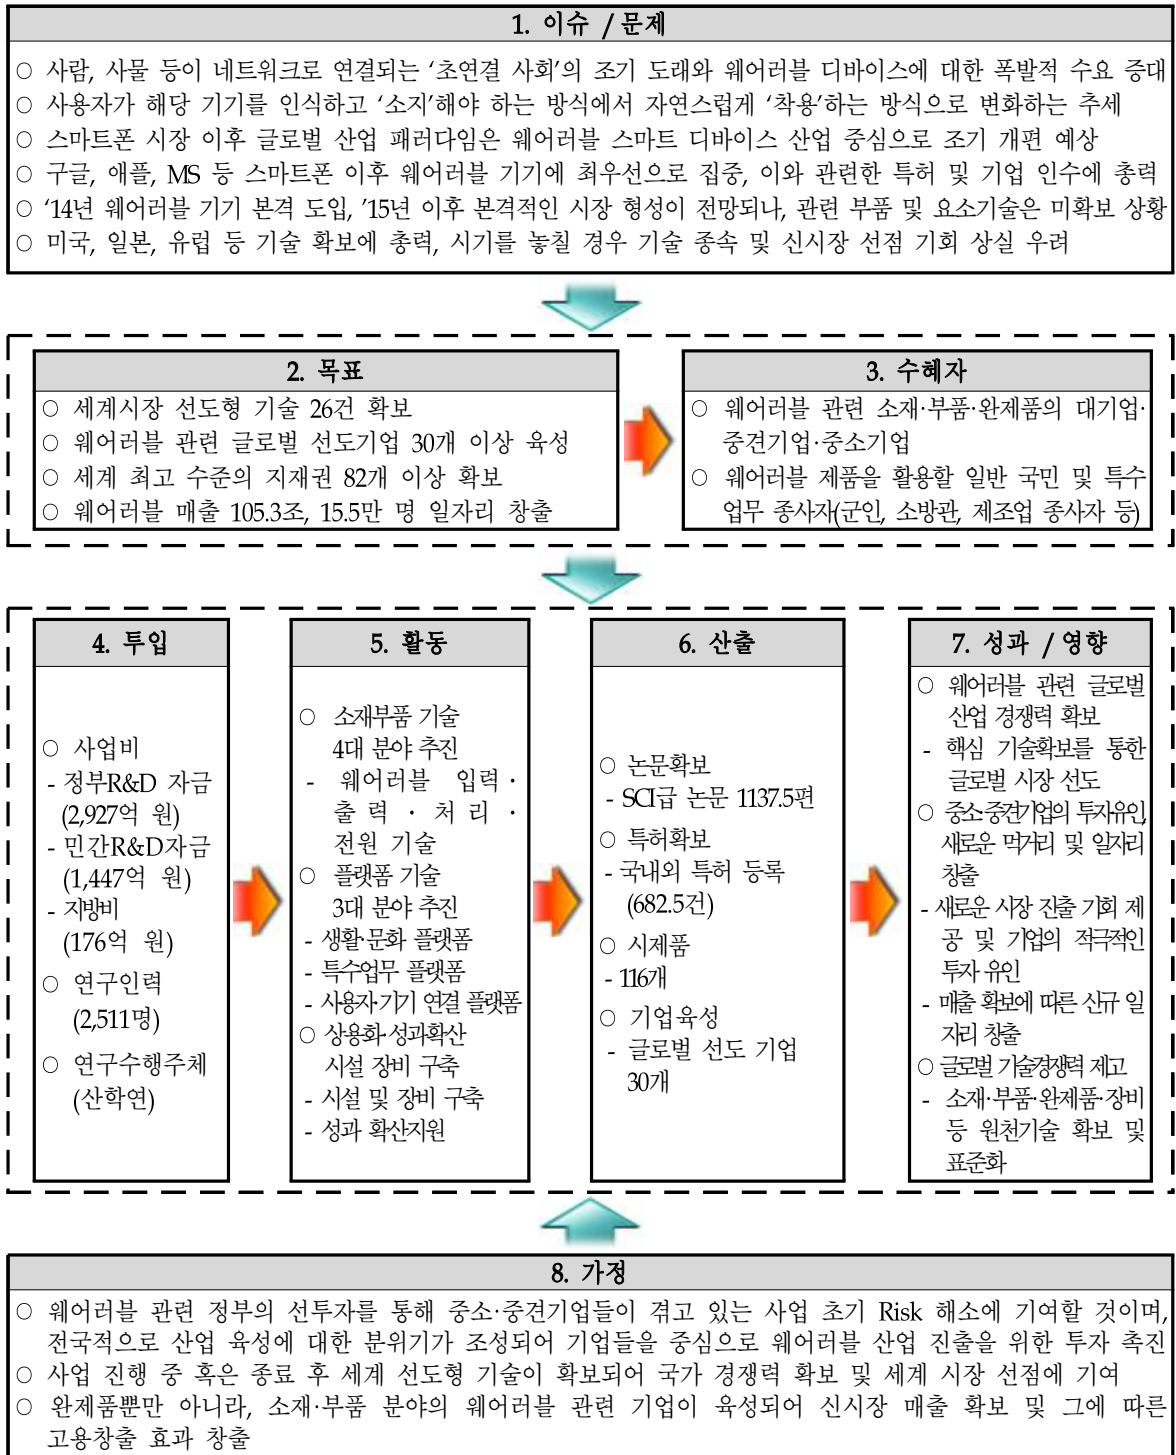 1. 이슈 / 문제
○ 사람, 사물 등이 네트워크로 연결되는 ‘초연결 사회’의 조기 도래와 웨어러블 디바이스에 대한 폭발적 수요 증대
○ 사용자가 해당 기기를 인식하고 ‘소지’해야 하는 방식에서 자연스럽게 ‘착용’하는 방식으로 변화하는 추세
○ 스마트폰 시장 이후 글로벌 산업 패러다임은 웨어러블 스마트 디바이스 산업 중심으로 조기 개편 예상
○ 구글, 애플, MS 등 스마트폰 이후 웨어러블 기기에 최우선으로 집중, 이와 관련한 특허 및 기업 인수에 총력
○ ‘14년 웨어러블 기기 본격 도입, ’15년 이후 본격적인 시장 형성이 전망되나, 관련 부품 및 요소기술은 미확보 상황
○ 미국, 일본, 유럽 등 기술 확보에 총력, 시기를 놓칠 경우 기술 종속 및 신시장 선점 기회 상실 우려
2. 목표
○ 세계시장 선도형 기술 26건 확보
○ 웨어러블 관련 글로벌 선도기업 30개 이상 육성
○ 세계 최고 수준의 지재권 82개 이상 확보
○ 웨어러블 매출 105.3조, 15.5만 명 일자리 창출
3. 수혜자
○ 웨어러블 관련 소재·부품·완제품의 대기업·
중견기업·중소기업
○ 웨어러블 제품을 활용할 일반 국민 및 특수
업무 종사자(군인, 소방관, 제조업 종사자 등)
4. 투입
○ 사업비
- 정부R&D 자금
(2,927억 원)
- 민간R&D자금
(1,447억 원)
- 지방비
(176억 원)
○ 연구인력
(2,511명)
○ 연구수행주체
(산학연)
5. 활동
○ 소재부품 기술
4대 분야 추진
- 웨어러블 입력·
출력·처리·
전원 기술
○ 플랫폼 기술
3대 분야 추진
- 생활·문화 플랫폼
- 특수업무 플랫폼
- 사용자·기기 연결 플랫폼
○ 상용화·성과확산
시설 장비 구축
- 시설 및 장비 구축
- 성과 확산지원
6. 산출
○ 논문확보
- SCI급 논문 1137.5편
○ 특허확보
- 국내외 특허 등록
(682.5건)
○ 시제품
- 116개
○ 기업육성
- 글로벌 선도 기업
30개
7. 성과 / 영향
○ 웨어러블 관련 글로벌
산업 경쟁력 확보
- 핵심 기술확보를 통한
글로벌 시장 선도
○ 중소·중견기업의 투자유인,
새로운 먹거리 및 일자리
창출
- 새로운 시장 진출 기회 제
공 및 기업의 적극적인
투자 유인
- 매출 확보에 따른 신규 일
자리 창출
○ 글로벌 기술경쟁력 제고
- 소재·부품·완제품·장비
등 원천기술 확보 및
표준화
8. 가정
○ 웨어러블 관련 정부의 선투자를 통해 중소·중견기업들이 겪고 있는 사업 초기 Risk 해소에 기여할 것이며,
전국적으로 산업 육성에 대한 분위기가 조성되어 기업들을 중심으로 웨어러블 산업 진출을 위한 투자 촉진
○ 사업 진행 중 혹은 종료 후 세계 선도형 기술이 확보되어 국가 경쟁력 확보 및 세계 시장 선점에 기여
○ 완제품뿐만 아니라, 소재·부품 분야의 웨어러블 관련 기업이 육성되어 신시장 매출 확보 및 그에 따른
고용창출 효과 창출